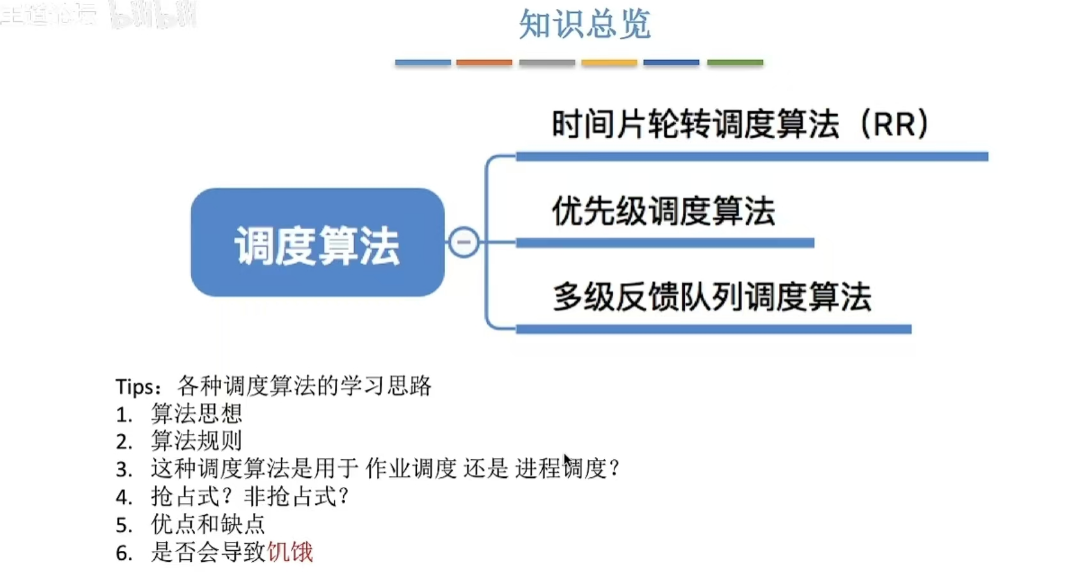 bilibili
知识总览
时间片轮转调度算法（RR）
调度算法
优先级调度算法
多级反馈队列调度算法
Tips：各种调度算法的学习思路
1. 算法思想
2. 算法规则
3. 这种调度算法是用于 作业调度 还是 进程调度？
4. 抢占式？非抢占式？
5. 优点和缺点
6. 是否会导致饥饿